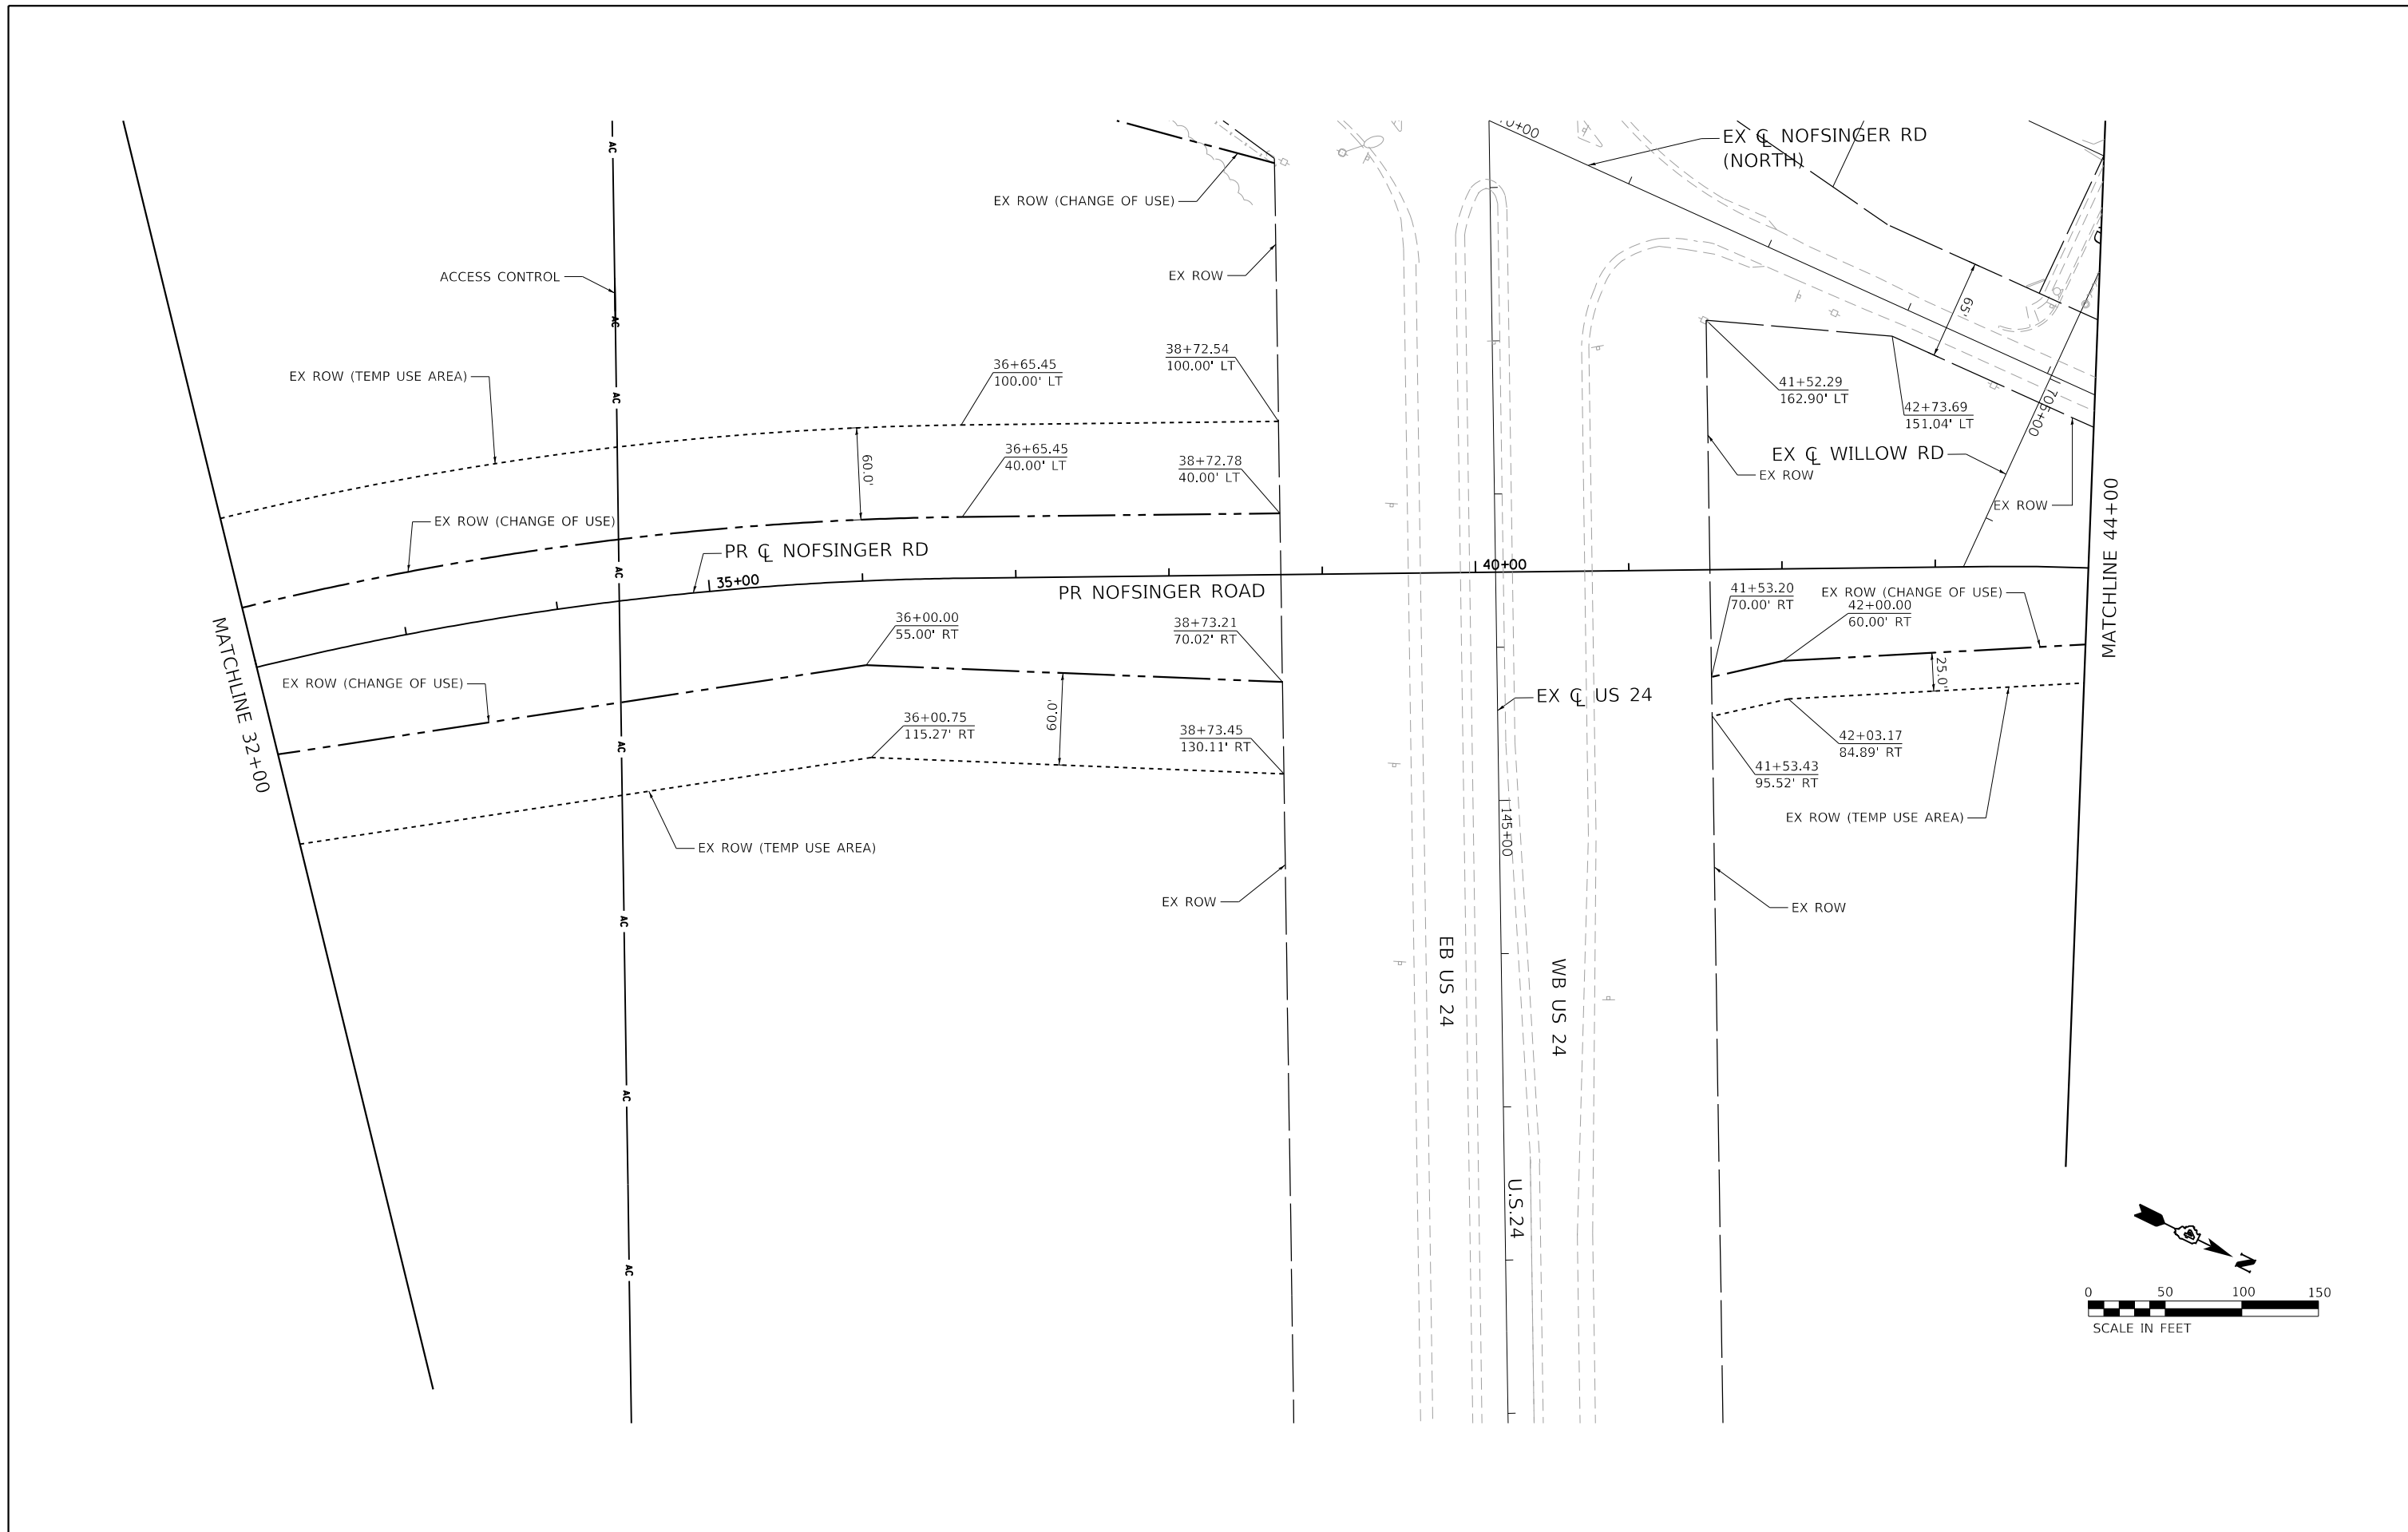 EX ℄ NOFSINGER RD
(NORTH)
EX ROW (CHANGE OF USE)
AC
EX ROW
ACCESS CONTROL
AC
65'
EX ROW (TEMP USE AREA)
36+65.45
100.00' LT
38+72.54
100.00' LT
41+52.29
162.90' LT
42+73.69
151.04' LT
AC
705+00
36+65.45
40.00' LT
38+72.78
40.00' LT
60.0'
EX ℄ WILLOW RD
EX ROW
EX ROW
EX ROW (CHANGE OF USE)
PR ℄ NOFSINGER RD
AC
35+00
40+00
PR NOFSINGER ROAD
MATCHLINE 44+00
41+53.20
70.00' RT
EX ROW (CHANGE OF USE)
42+00.00
60.00' RT
36+00.00
55.00' RT
38+73.21
70.02' RT
MATCHLINE 32+00
EX ROW (CHANGE OF USE)
25.0'
EX ℄ US 24
60.0'
36+00.75
115.27' RT
38+73.45
130.11' RT
AC
42+03.17
84.89' RT
41+53.43
95.52' RT
145+00
EX ROW (TEMP USE AREA)
EX ROW (TEMP USE AREA)
EX ROW
EX ROW
AC
EB US 24
WB US 24
AC
U.S.24
AC
N
0 50 100 150
SCALE IN FEET